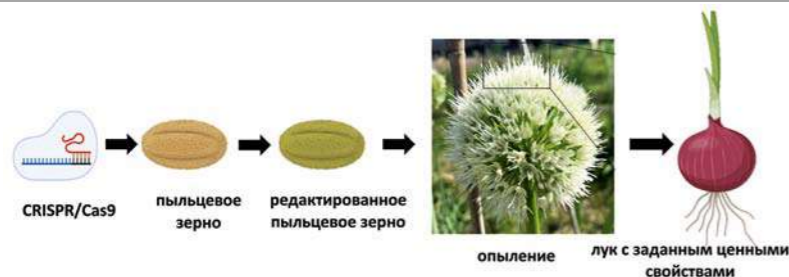 CRISPR/Cas9
пыльцевое
зерно
редактированное
пыльцевое зерно
опыление
лук с заданным ценными
свойствами